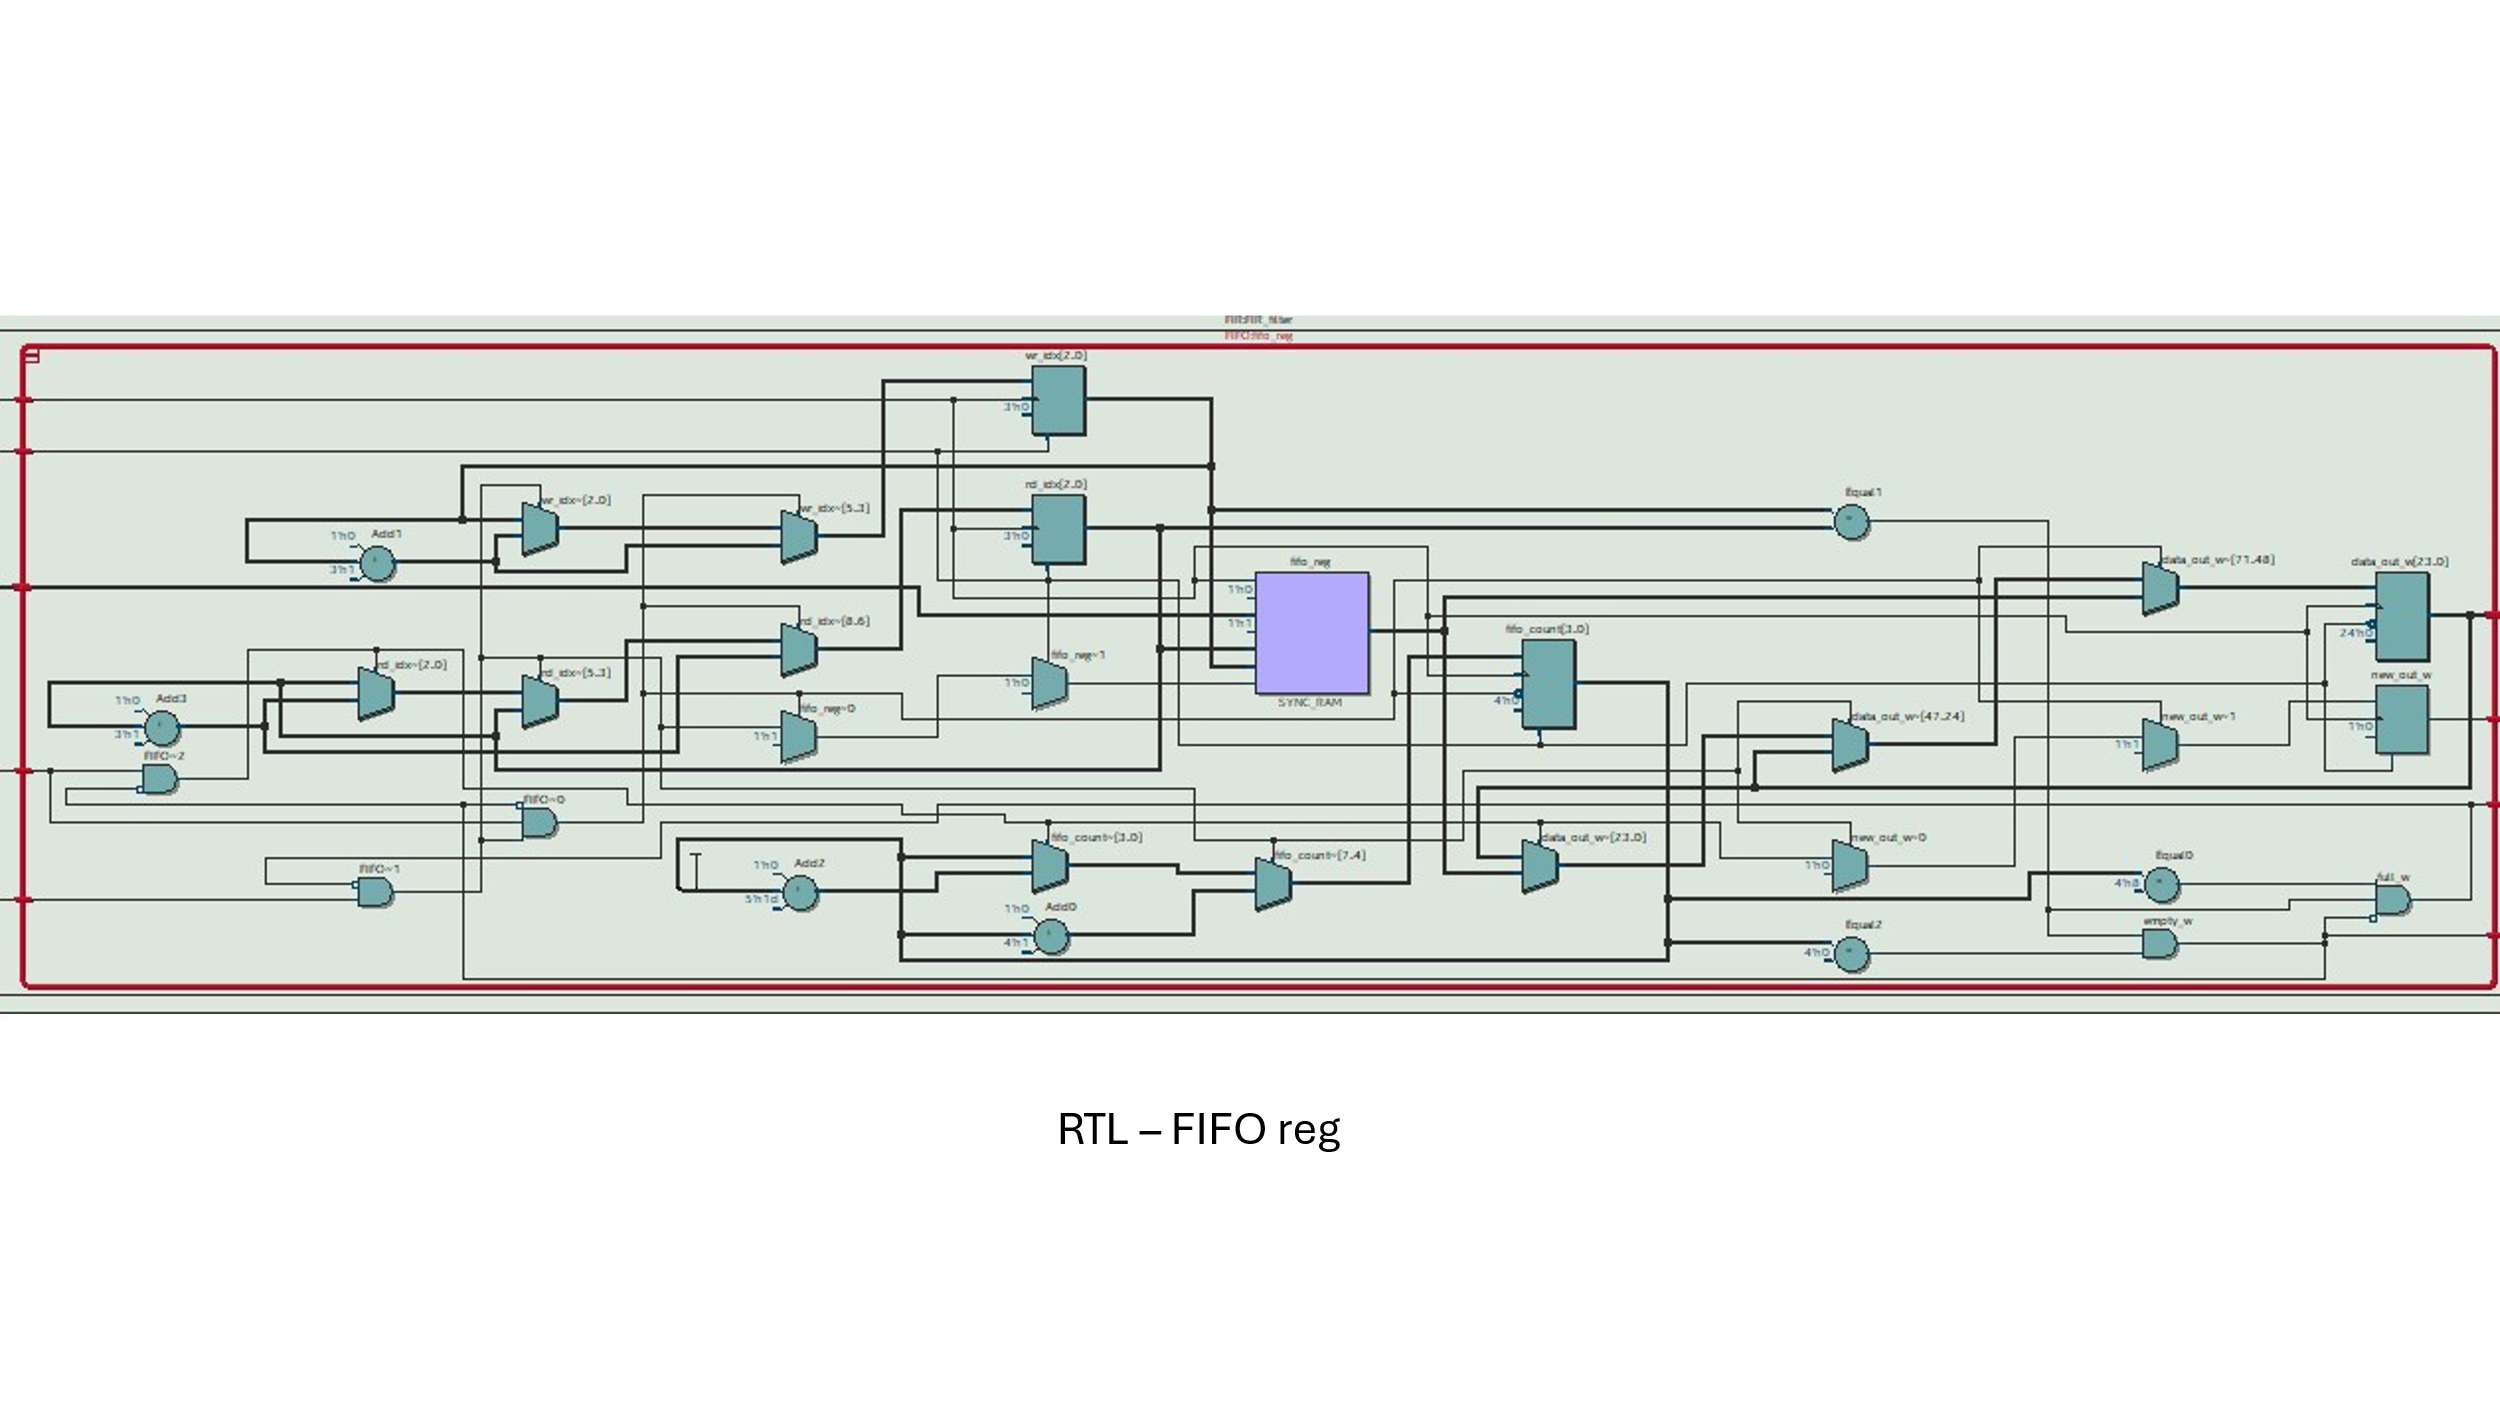 FIR:FIR_filter
FIFO:fifo_reg
wr_idx[2..0]
3'h0
rd_idx[2..0]
3'h0
wr_idx~[2..0]
wr_idx~[5..3]
Equal1
=
1'h0
Add1
+
3'h1
fifo_reg
1'h0
1'h1
SYNC_RAM
data_out_w~[71..48]
data_out_w[23..0]
24'h0
rd_idx~[8..6]
fifo_count[3..0]
4'h0
rd_idx~[2..0]
rd_idx~[5..3]
fifo_reg~1
1'h0
new_out_w
1'h0
1'h0
Add3
+
3'h1
fifo_reg~0
1'h1
data_out_w~[47..24]
new_out_w~1
1'h1
FIFO~2
FIFO~0
fifo_count~[3..0]
data_out_w~[23..0]
new_out_w~0
1'h0
FIFO~1
1'h0
Add2
+
5'h1d
fifo_count~[7..4]
Equal0
4'h8
=
full_w
1'h0
Add0
+
4'h1
Equal2
4'h0
=
empty_w
RTL – FIFO reg